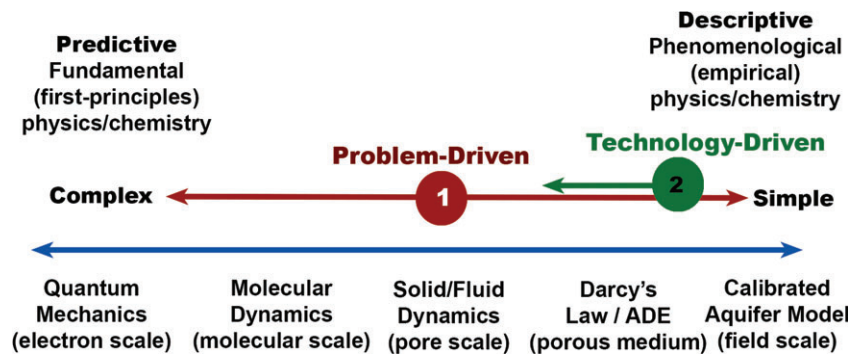 Predictive
Fundamental
(first-principles)
physics/chemistry
Descriptive
Phenomenological
(empirical)
physics/chemistry
Problem-Driven
Technology-Driven
Complex
1
2
Simple
Quantum
Mechanics
(electron scale)
Molecular
Dynamics
(molecular scale)
Solid/Fluid
Dynamics
(pore scale)
Darcy's
Law / ADE
(porous medium)
Calibrated
Aquifer Model
(field scale)